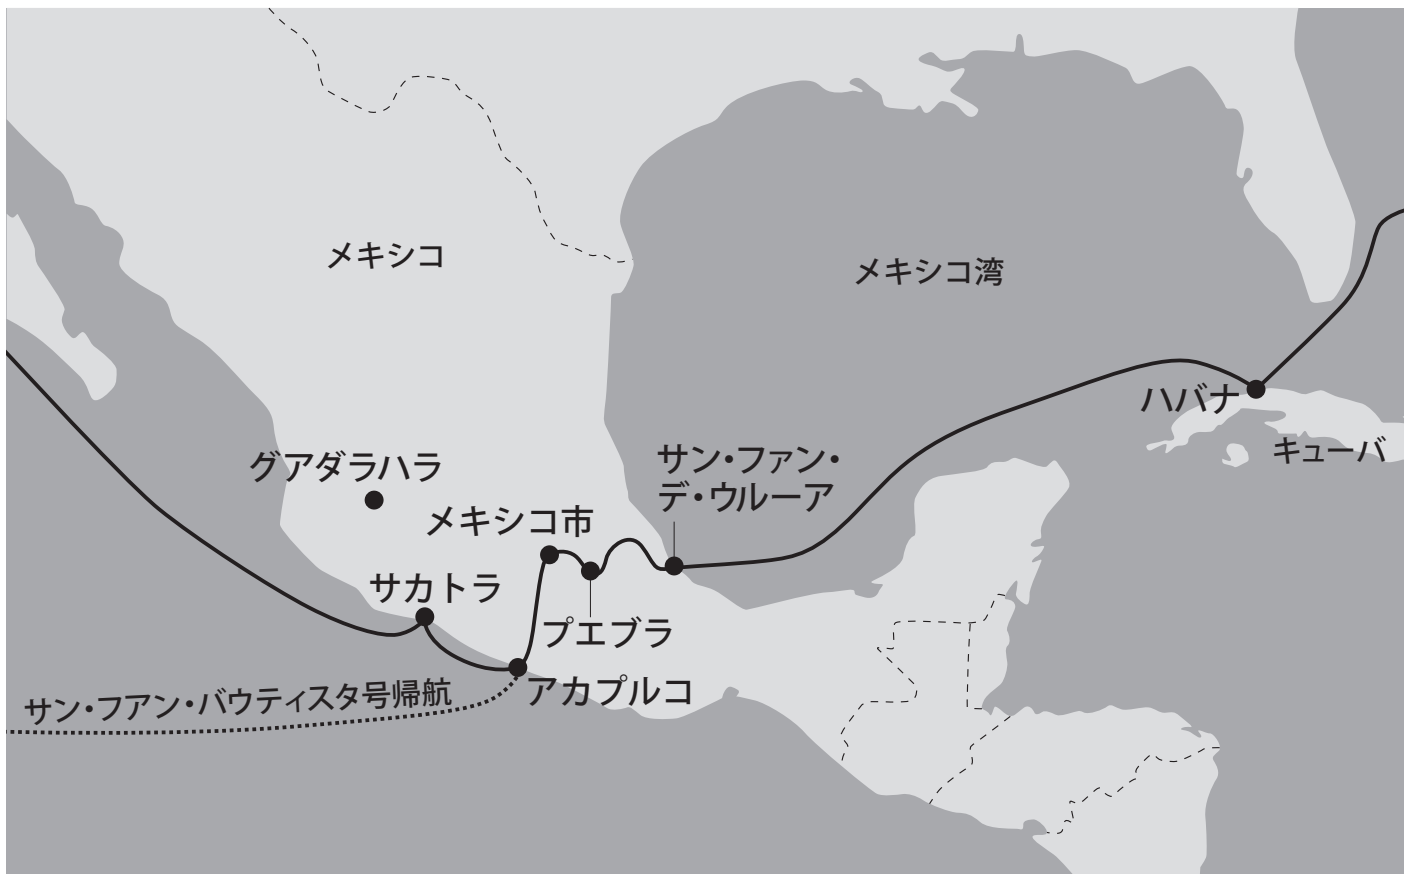 メキシコ
メキシコ湾
ハバナ
キューバ
サン・ファン・
デ・ウルーア
グアダラハラ
メキシコ市
サカトラ
プエブラ
アカプルコ
サン・フアン・バウティスタ号帰航